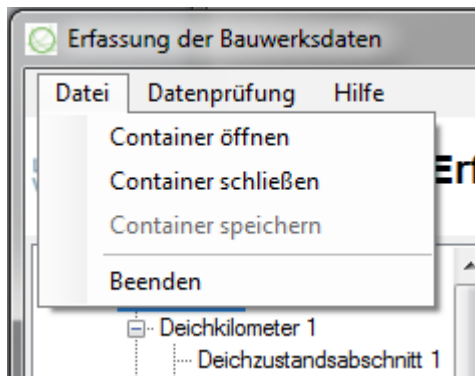 Erfassung der Bauwerksdaten
Datei Datenprüfung Hilfe
Container öffnen
Container schließen
Container speichern
Beenden
Deichkilometer 1
Deichzustandsabschnitt 1